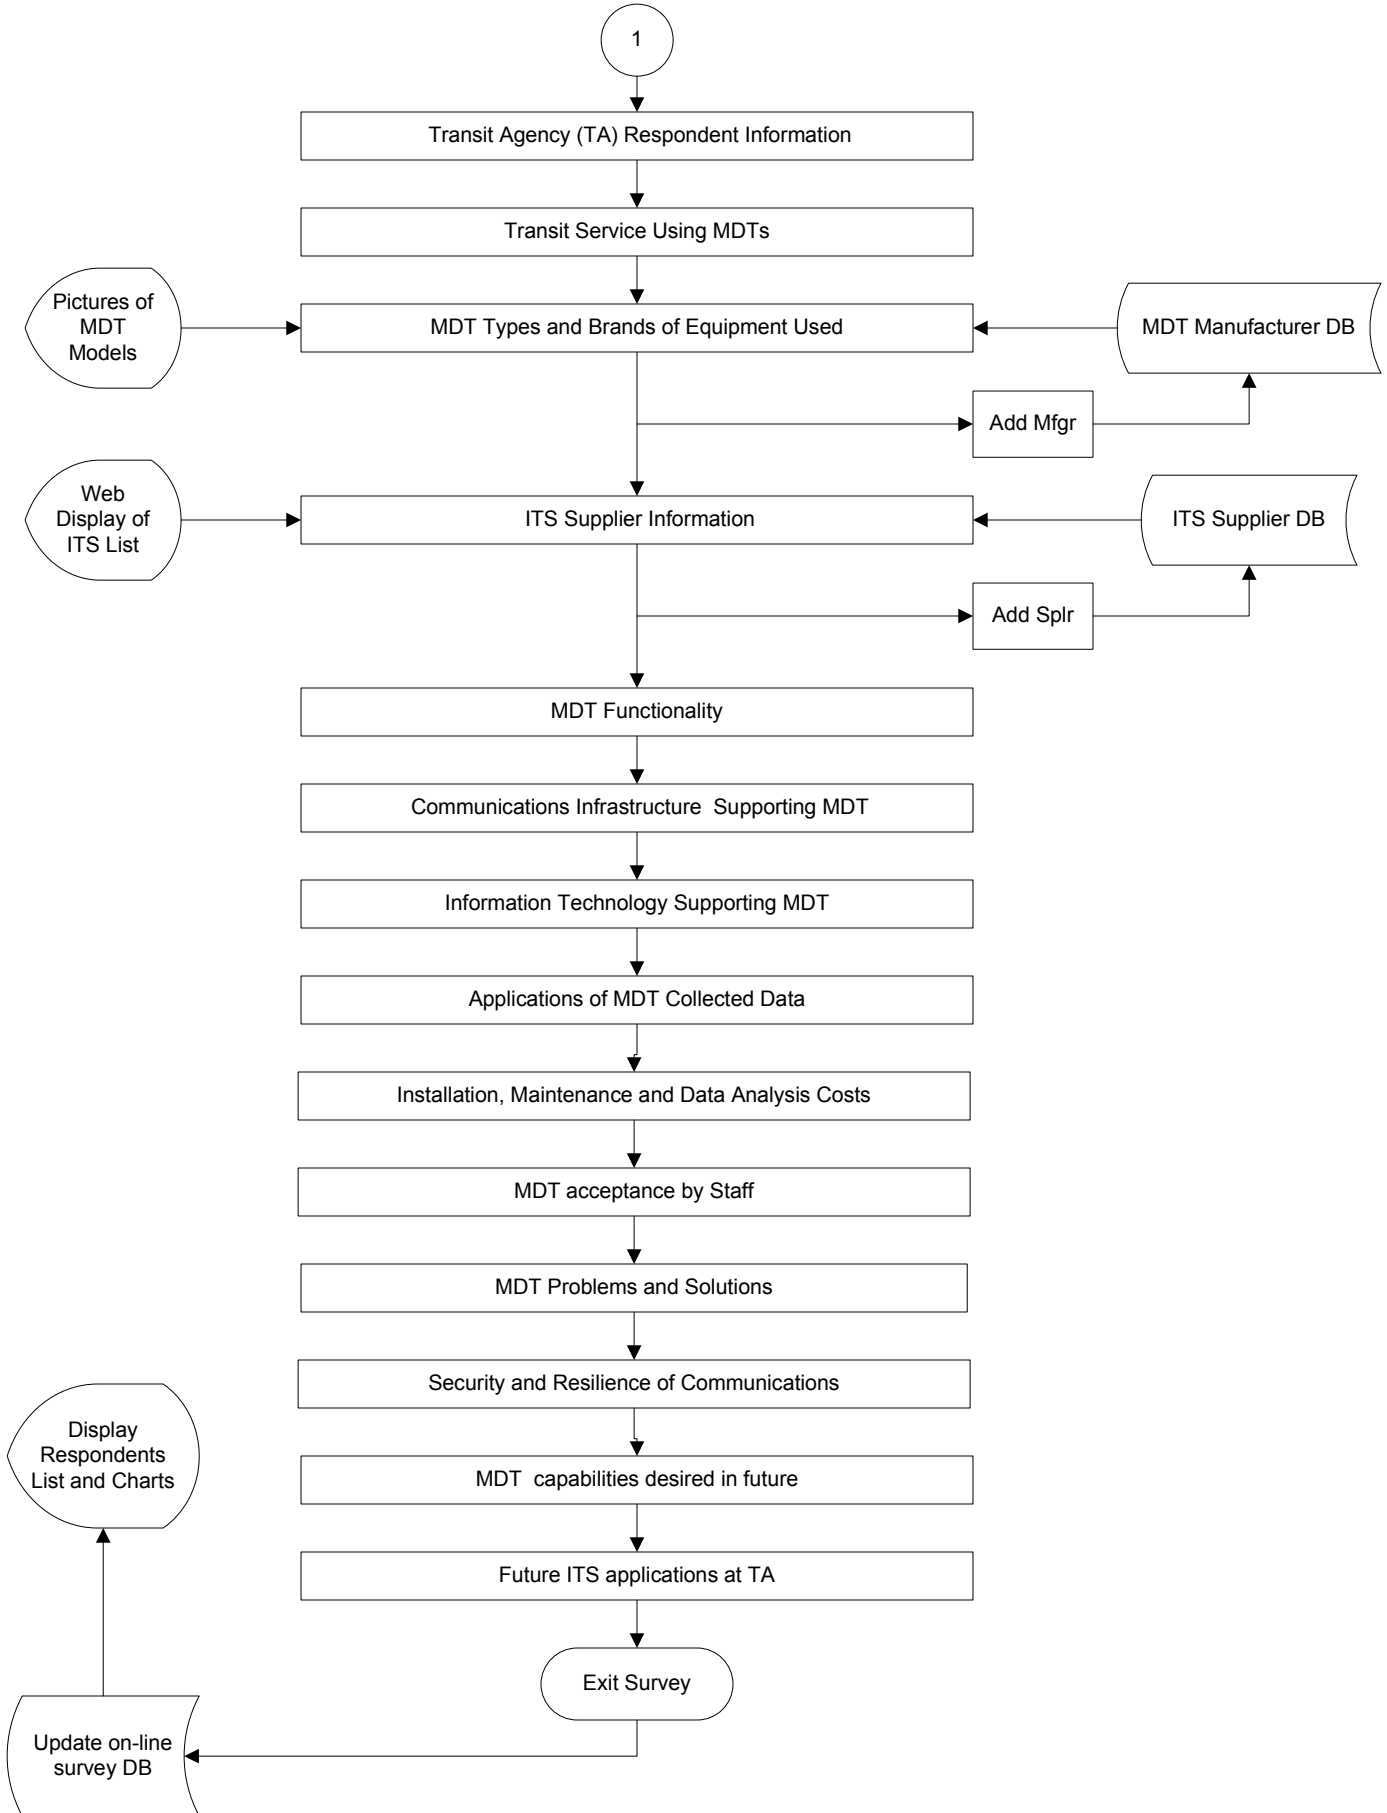 1
Transit Agency (TA) Respondent Information
Transit Service Using MDTs
Pictures of
MDT
Models
MDT Types and Brands of Equipment Used
MDT Manufacturer DB
Add Mfgr
Web
Display of
ITS List
ITS Supplier Information
ITS Supplier DB
Add Splr
MDT Functionality
Communications Infrastructure  Supporting MDT
Information Technology Supporting MDT
Applications of MDT Collected Data
Installation, Maintenance and Data Analysis Costs
MDT acceptance by Staff
MDT Problems and Solutions
Security and Resilience of Communications
Display
Respondents
List and Charts
MDT  capabilities desired in future
Future ITS applications at TA
Exit Survey
Update on-line
survey DB